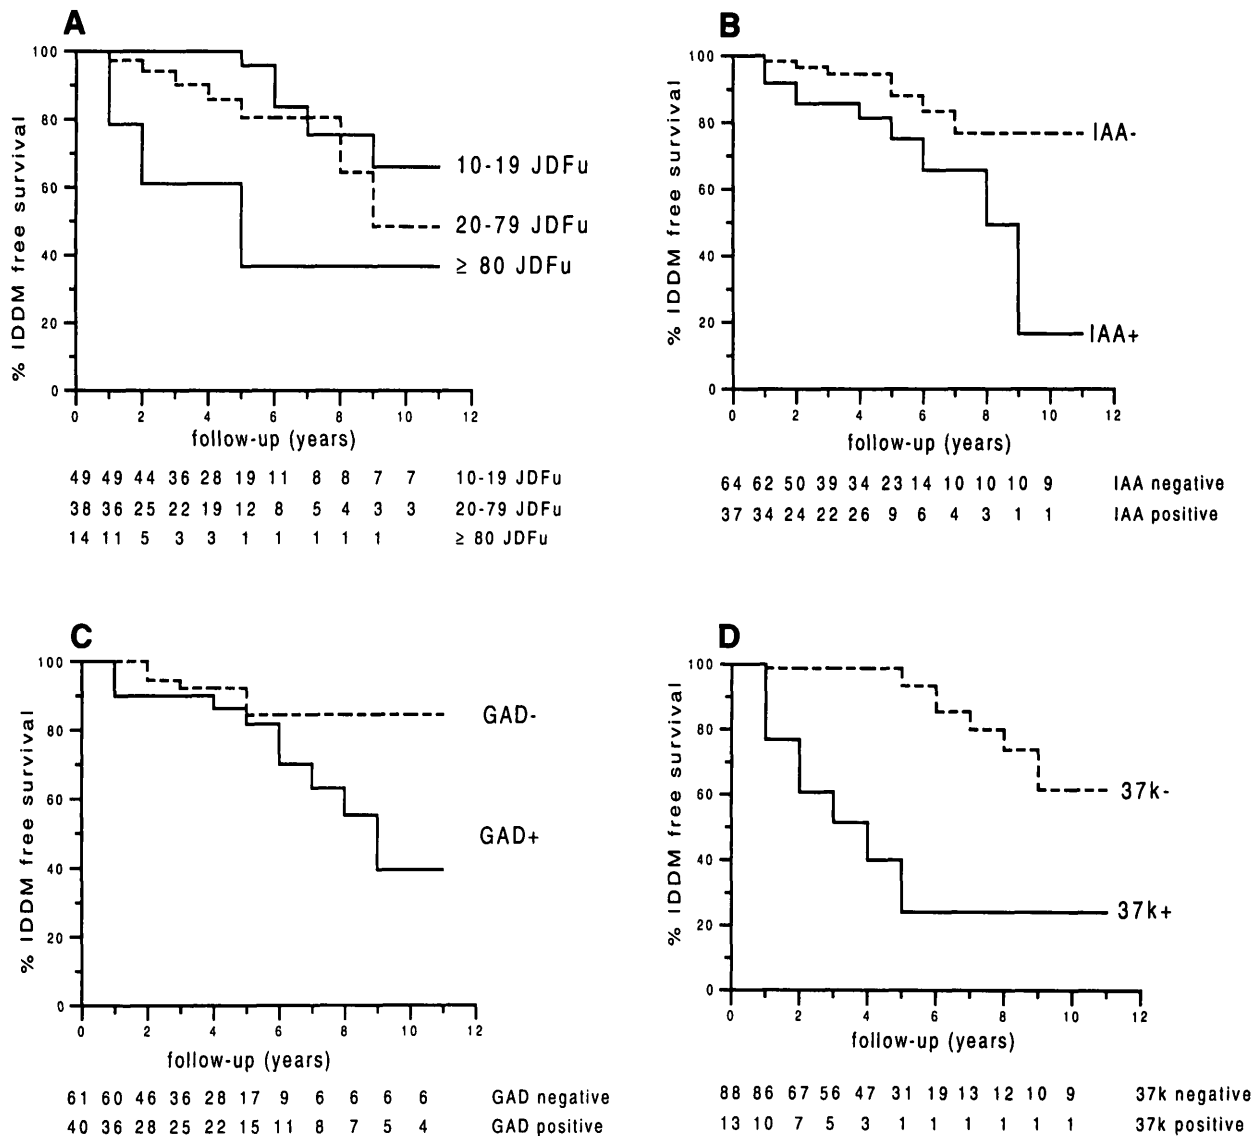 A
% IDDM free survival
100
80
60
40
20
0
10-19 JDFu
20-79 JDFu
≥ 80 JDFu
0 2 4 6 8 10 12
follow-up (years)
49 49 44 36 28 19 11 8 8 7 7 10-19 JDFu
38 36 25 22 19 12 8 5 4 3 3 20-79 JDFu
14 11 5 3 3 1 1 1 1 1 ≥ 80 JDFu
B
% IDDM free survival
100
80
60
40
20
0
IAA-
IAA+
0 2 4 6 8 10 12
follow-up (years)
64 62 50 39 34 23 14 10 10 10 9 IAA negative
37 34 24 22 26 9 6 4 3 1 1 IAA positive
C
% IDDM free survival
100
80
60
40
20
0
GAD-
GAD+
0 2 4 6 8 10 12
follow-up (years)
61 60 46 36 28 17 9 6 6 6 6 GAD negative
40 36 28 25 22 15 11 8 7 5 4 GAD positive
D
% IDDM free survival
100
80
60
40
20
0
37k-
37k+
0 2 4 6 8 10 12
follow-up (years)
88 86 67 56 47 31 19 13 12 10 9 37k negative
13 10 7 5 3 1 1 1 1 1 1 37k positive